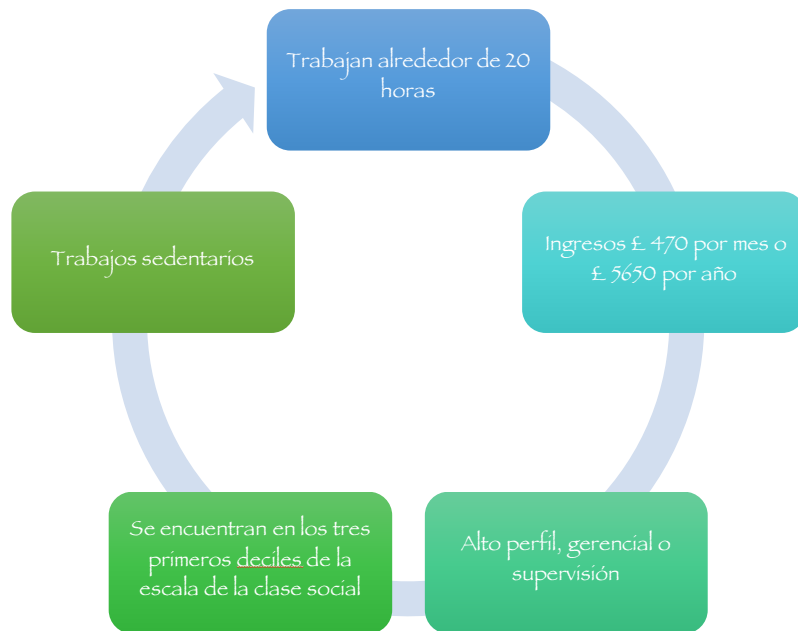 Trabajan alrededor de 20
horas
Ingresos £ 470 por mes o
£ 5650 por año
Alto perfil, gerencial o
supervisión
Se encuentran en los tres
primeros deciles de la
escala de la clase social
Trabajos sedentarios